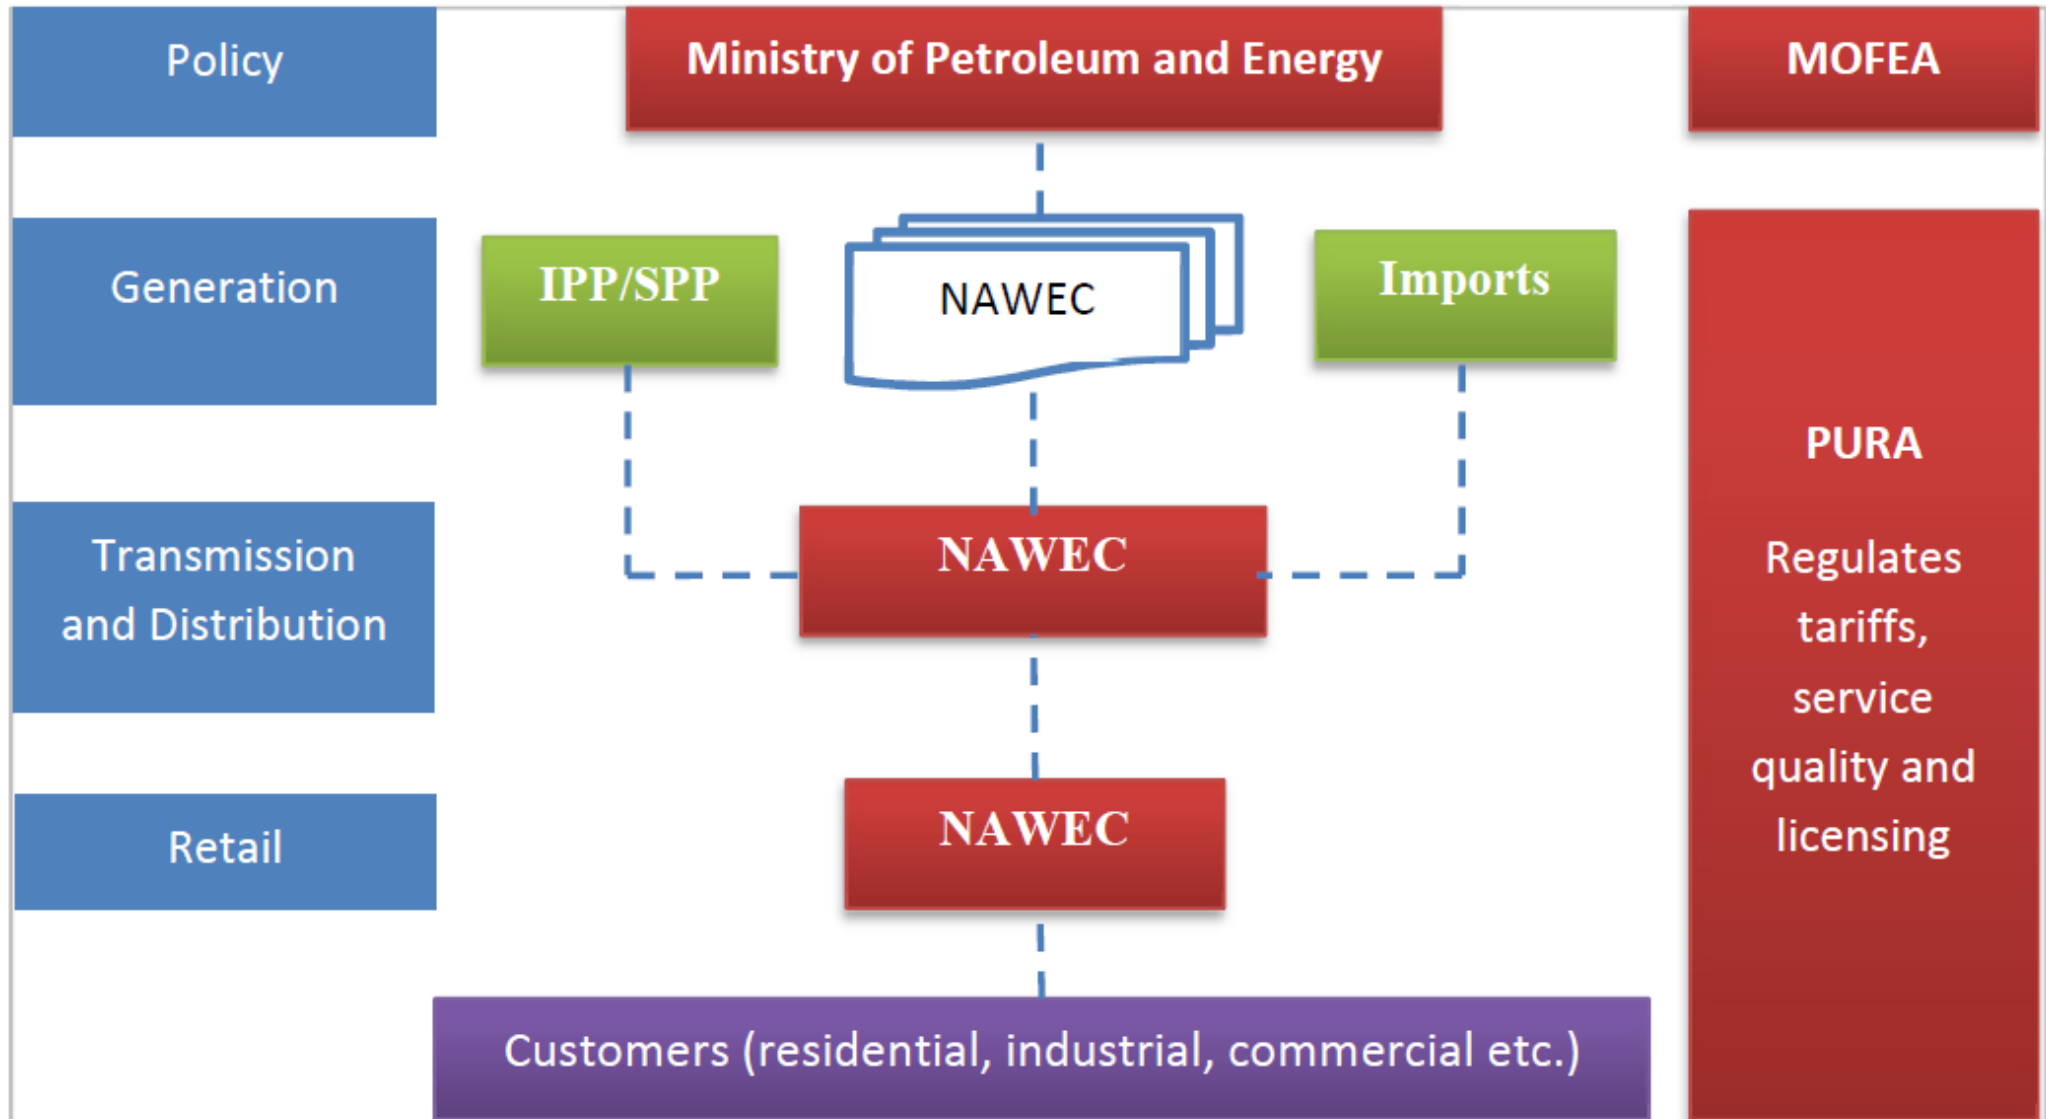 Policy
Ministry of Petroleum and Energy
MOFEA
Generation
IPP/SPP
NAWEC
Imports
Transmission
and Distribution
NAWEC
Retail
NAWEC
Customers (residential, industrial, commercial etc.)
PURA
Regulates
tariffs,
service
quality and
licensing